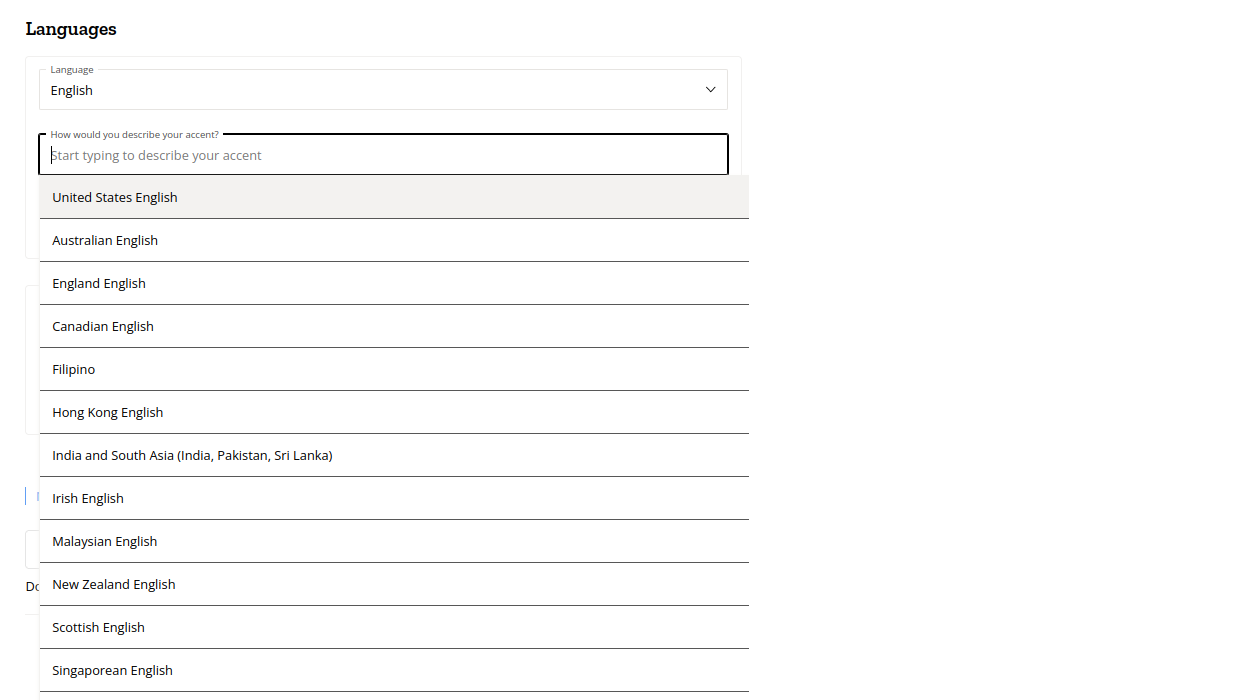 Languages
Language
English
How would you describe your accent?
Start typing to describe your accent
United States English
Australian English
England English
Canadian English
Filipino
Hong Kong English
India and South Asia (India, Pakistan, Sri Lanka)
Irish English
Malaysian English
New Zealand English
Scottish English
Singaporean English